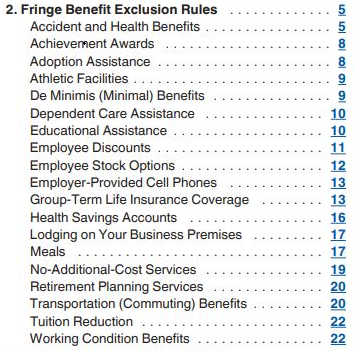 2. Fringe Benefit Exclusion Rules . . . . . . . . . . . . 5
Accident and Health Benefits . . . . . . . . . . . . . . . . 5
Achievement Awards . . . . . . . . . . . . . . . . . . . . 8
Adoption Assistance . . . . . . . . . . . . . . . . . . . . . 8
Athletic Facilities . . . . . . . . . . . . . . . . . . . . . . . . 9
De Minimis (Minimal) Benefits . . . . . . . . . . . . . . . 9
Dependent Care Assistance . . . . . . . . . . . . . . . 10
Educational Assistance . . . . . . . . . . . . . . . . . . 10
Employee Discounts . . . . . . . . . . . . . . . . . . . . 11
Employee Stock Options . . . . . . . . . . . . . . . . . . 12
Employer-Provided Cell Phones . . . . . . . . . . . . 13
Group-Term Life Insurance Coverage . . . . . . . . 13
Health Savings Accounts . . . . . . . . . . . . . . . . . 16
Lodging on Your Business Premises . . . . . . . . . 17
Meals . . . . . . . . . . . . . . . . . . . . . . . . . . . . . . 17
No-Additional-Cost Services . . . . . . . . . . . . . . . 19
Retirement Planning Services . . . . . . . . . . . . . . 20
Transportation (Commuting) Benefits . . . . . . . . . 20
Tuition Reduction . . . . . . . . . . . . . . . . . . . . . . 22
Working Condition Benefits . . . . . . . . . . . . . . . . 22